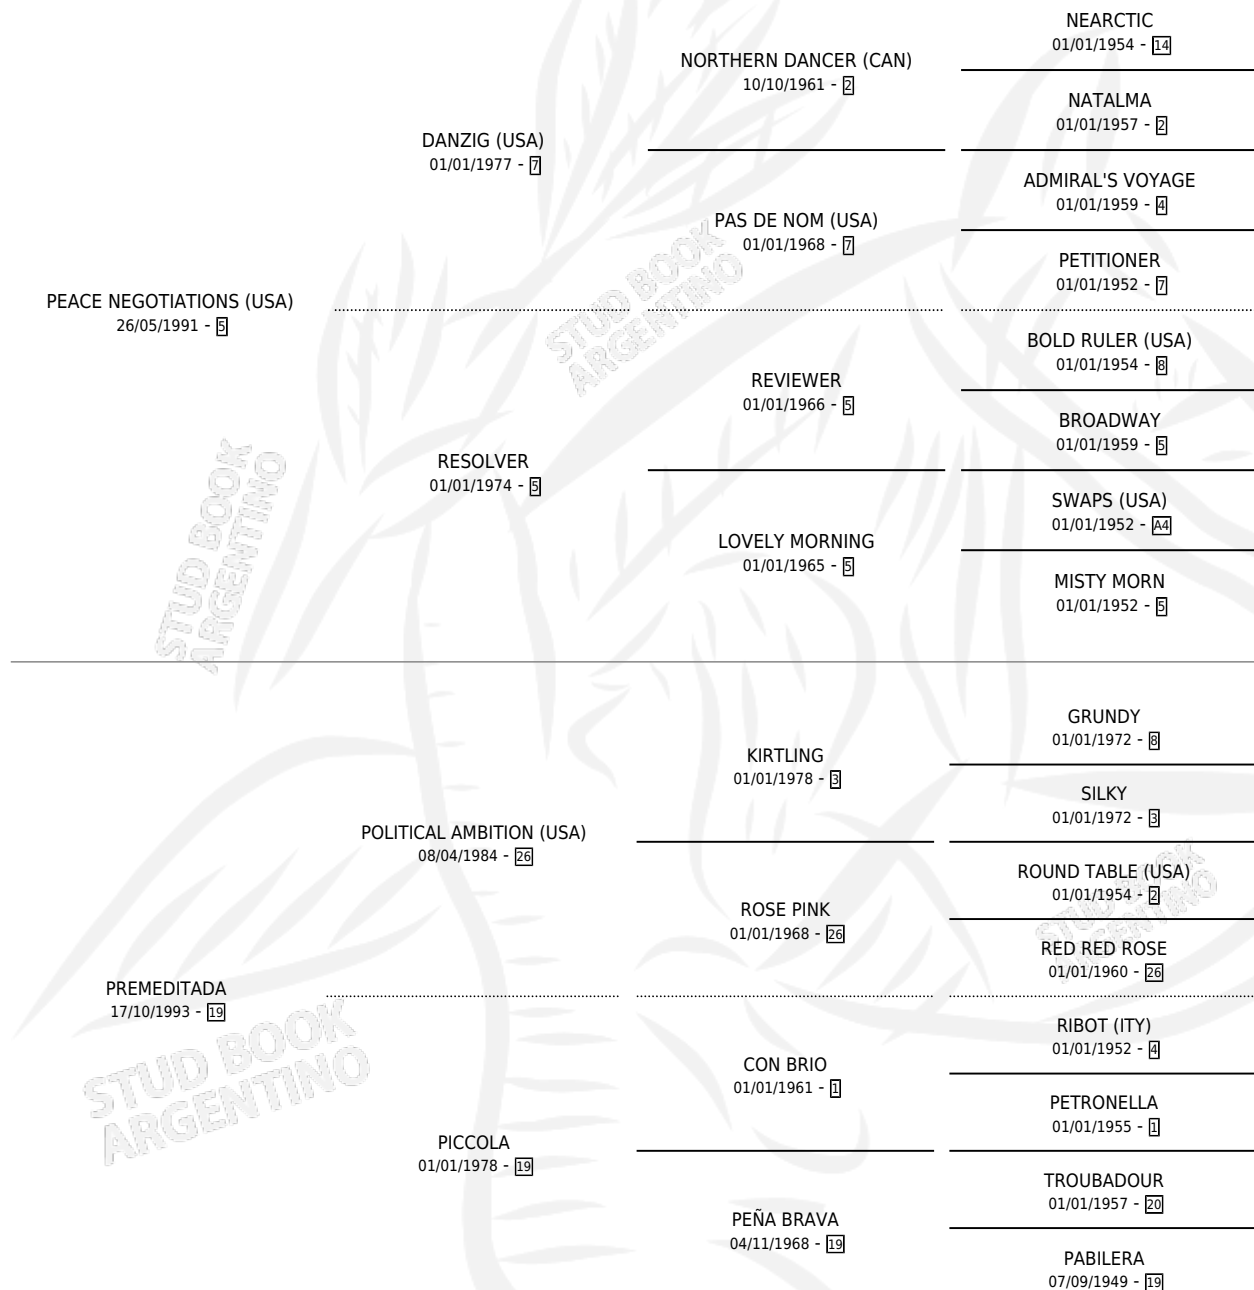 NEARCTIC
01/01/1954 - 14
NORTHERN DANCER (CAN)
10/10/1961 - 2
NATALMA
01/01/1957 - 2
DANZIG (USA)
01/01/1977 - 7
ADMIRAL'S VOYAGE
01/01/1959 - 4
PAS DE NOM (USA)
01/01/1968 - 7
PETITIONER
01/01/1952 - 7
PEACE NEGOTIATIONS (USA)
26/05/1991 - 5
STUD BOOK
ARGENTINO
BOLD RULER (USA)
01/01/1954 - 8
REVIEWER
01/01/1966 - 5
BROADWAY
01/01/1959 - 5
RESOLVER
01/01/1974 - 5
SWAPS (USA)
01/01/1952 - A4
LOVELY MORNING
01/01/1965 - 5
MISTY MORN
01/01/1952 - 5
STUD BOOK
ARGENTINO
GRUNDY
01/01/1972 - 8
KIRTLING
01/01/1978 - 3
SILKY
01/01/1972 - 3
POLITICAL AMBITION (USA)
08/04/1984 - 26
ROUND TABLE (USA)
01/01/1954 - 2
ROSE PINK
01/01/1968 - 26
RED RED ROSE
01/01/1960 - 26
STUD BOOK
ARGENTINO
PREMEDITADA
17/10/1993 - 19
RIBOT (ITY)
01/01/1952 - 4
CON BRIO
01/01/1961 - 1
PETRONELLA
01/01/1955 - 1
STUD BOOK
ARGENTINO
PICCOLA
01/01/1978 - 19
TROUBADOUR
01/01/1957 - 20
PEÑA BRAVA
04/11/1968 - 19
PABILERA
07/09/1949 - 19